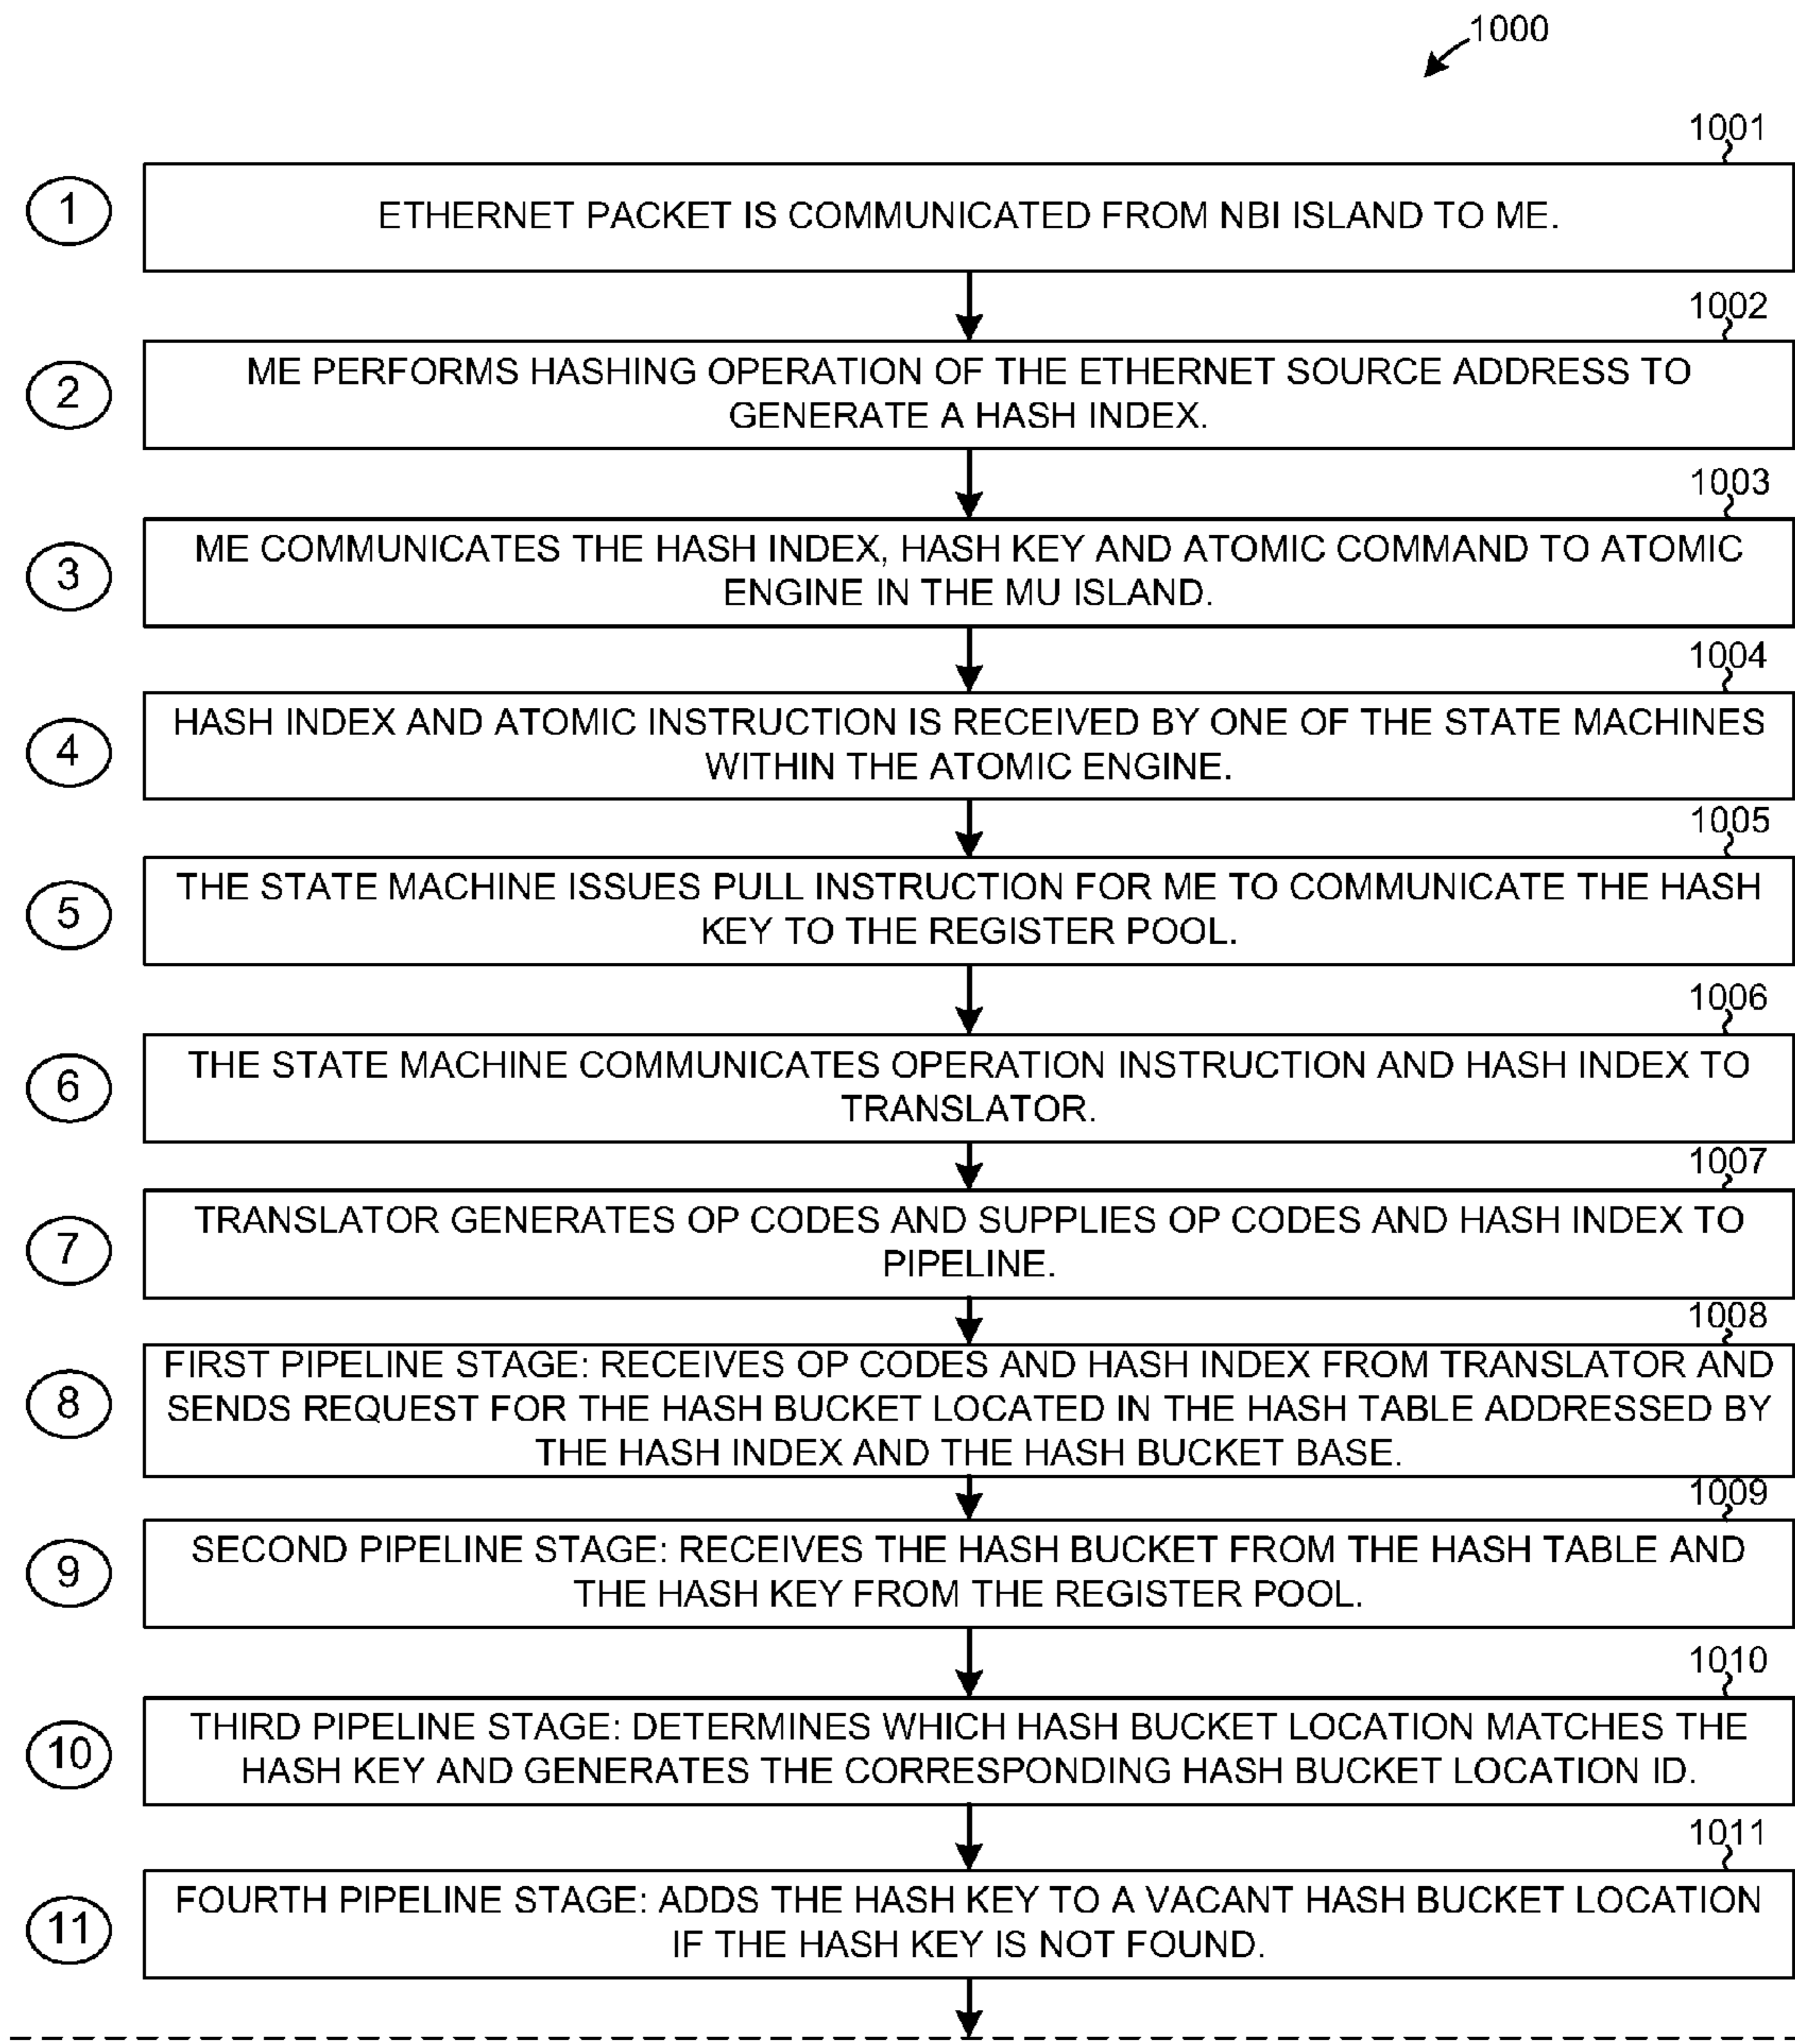 1000
1001
1
ETHERNET PACKET IS COMMUNICATED FROM NBI ISLAND TO ME.
1002
2
ME PERFORMS HASHING OPERATION OF THE ETHERNET SOURCE ADDRESS TO
GENERATE A HASH INDEX.
1003
3
ME COMMUNICATES THE HASH INDEX, HASH KEY AND ATOMIC COMMAND TO ATOMIC
ENGINE IN THE MU ISLAND.
1004
4
HASH INDEX AND ATOMIC INSTRUCTION IS RECEIVED BY ONE OF THE STATE MACHINES
WITHIN THE ATOMIC ENGINE.
1005
5
THE STATE MACHINE ISSUES PULL INSTRUCTION FOR ME TO COMMUNICATE THE HASH
KEY TO THE REGISTER POOL.
1006
6
THE STATE MACHINE COMMUNICATES OPERATION INSTRUCTION AND HASH INDEX TO
TRANSLATOR.
1007
7
TRANSLATOR GENERATES OP CODES AND SUPPLIES OP CODES AND HASH INDEX TO
PIPELINE.
1008
8
FIRST PIPELINE STAGE: RECEIVES OP CODES AND HASH INDEX FROM TRANSLATOR AND
SENDS REQUEST FOR THE HASH BUCKET LOCATED IN THE HASH TABLE ADDRESSED BY
THE HASH INDEX AND THE HASH BUCKET BASE.
1009
9
SECOND PIPELINE STAGE: RECEIVES THE HASH BUCKET FROM THE HASH TABLE AND
THE HASH KEY FROM THE REGISTER POOL.
1010
10
THIRD PIPELINE STAGE: DETERMINES WHICH HASH BUCKET LOCATION MATCHES THE
HASH KEY AND GENERATES THE CORRESPONDING HASH BUCKET LOCATION ID.
1011
11
FOURTH PIPELINE STAGE: ADDS THE HASH KEY TO A VACANT HASH BUCKET LOCATION
IF THE HASH KEY IS NOT FOUND.